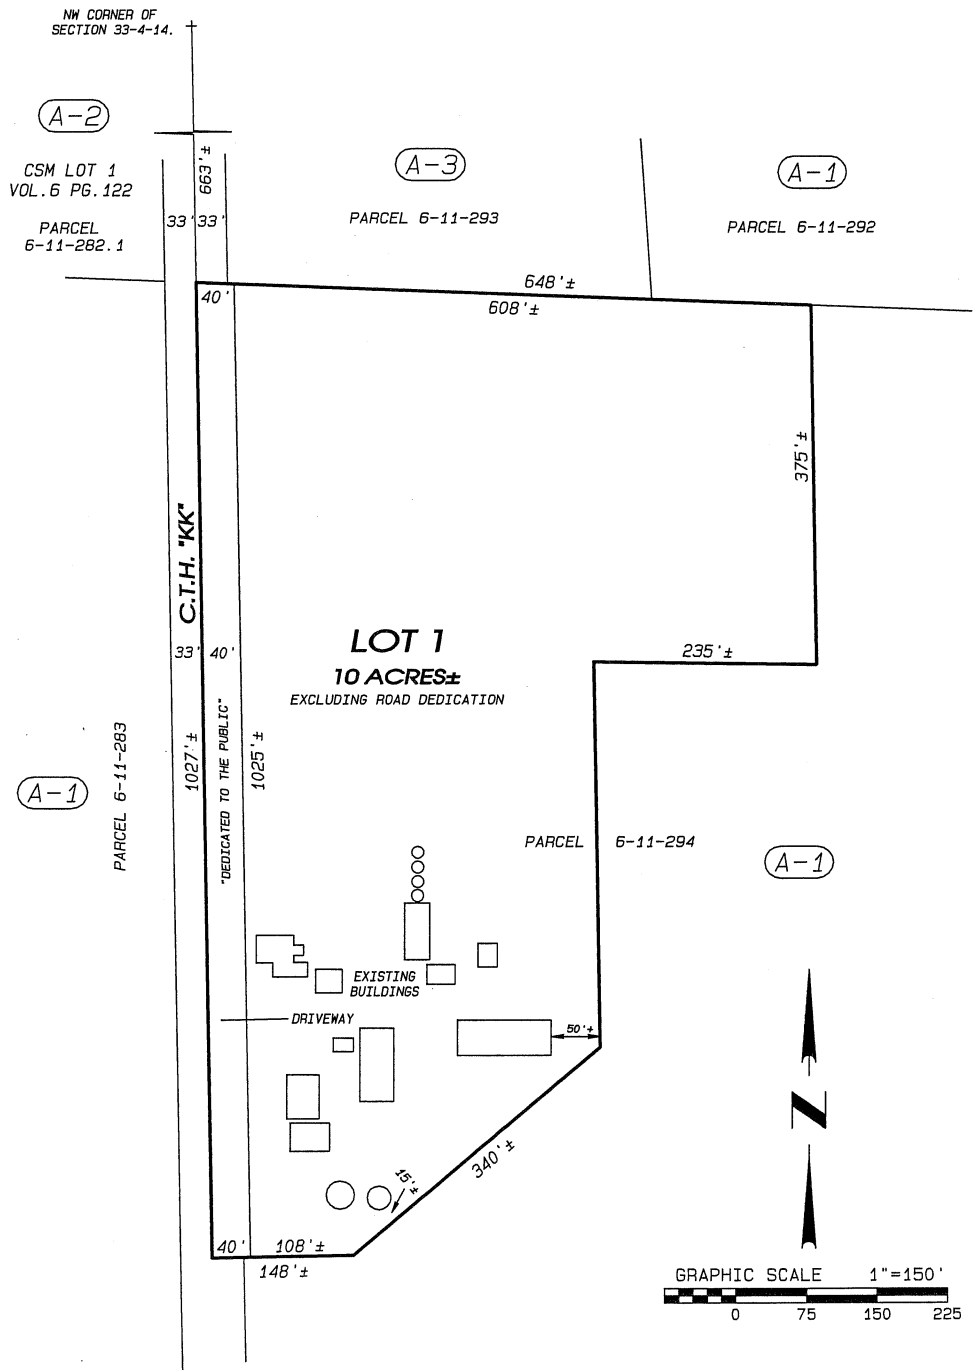 NW CORNER OF
SECTION 33-4-14.
A-2
CSM LOT 1
VOL.6 PG.122
PARCEL
6-11-282.1
663'±
33' 33'
A-3
PARCEL 6-11-293
A-1
PARCEL 6-11-292
648'±
40'
608'±
375'±
C.T.H. "KK"
LOT 1
10 ACRES±
EXCLUDING ROAD DEDICATION
33' 40'
235'±
1027'±
"DEDICATED TO THE PUBLIC"
1025'±
PARCEL 6-11-283
A-1
PARCEL 6-11-294
A-1
EXISTING
BUILDINGS
DRIVEWAY
50'±
340'±
15'±
40' 108'±
148'±
N
GRAPHIC SCALE 1"=150'
0 75 150 225